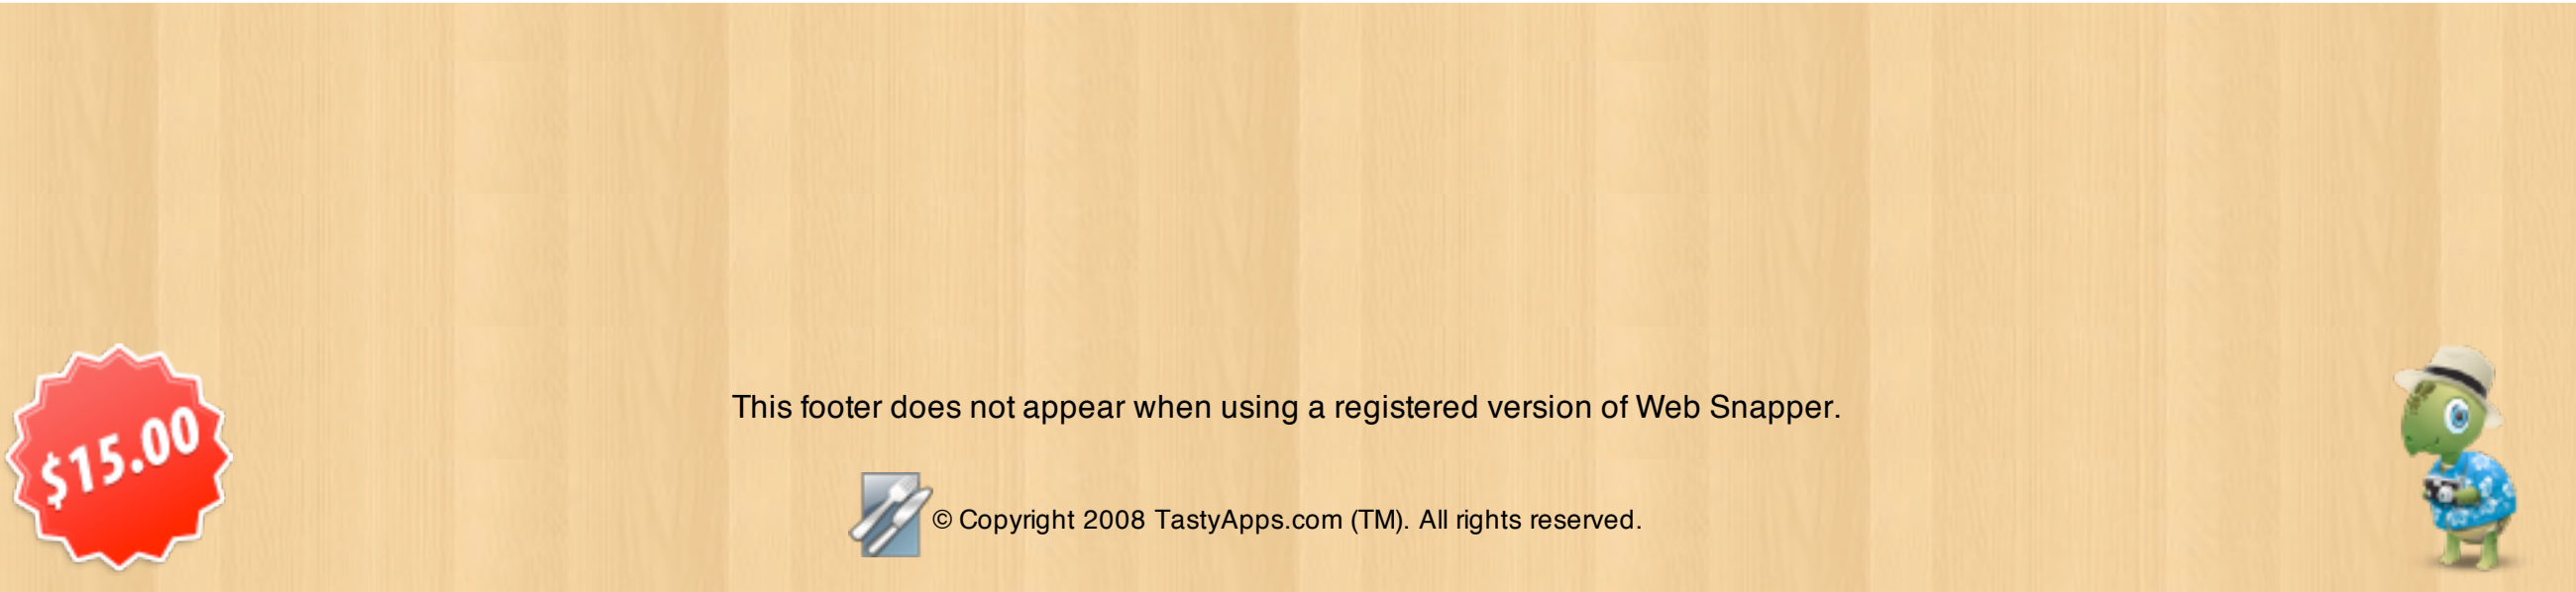 This footer does not appear when using a registered version of Web Snapper.
$15.00
© Copyright 2008 TastyApps.com (TM). All rights reserved.